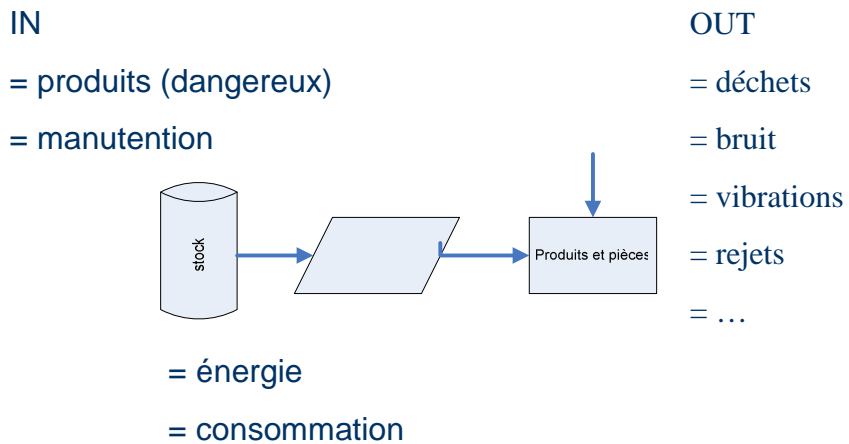 IN
= produits (dangereux)
= manutention
OUT
= déchets
= bruit
= vibrations
= rejets
= …
stock
Produits et pièces
= énergie
= consommation